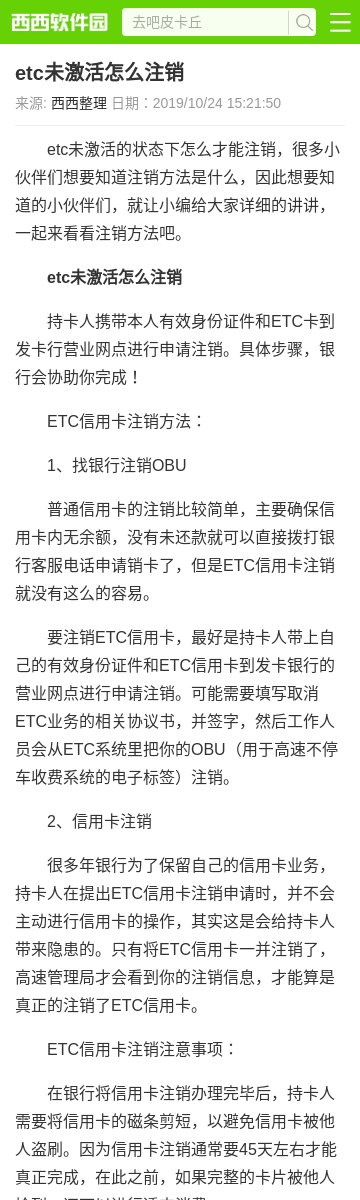 西西软件园
去吧皮卡丘
etc未激活怎么注销
来源: 西西整理 日期：2019/10/24 15:21:50
etc未激活的状态下怎么才能注销，很多小
伙伴们想要知道注销方法是什么，因此想要知
道的小伙伴们，就让小编给大家详细的讲讲，
一起来看看注销方法吧。
etc未激活怎么注销
持卡人携带本人有效身份证件和ETC卡到
发卡行营业网点进行申请注销。具体步骤，银
行会协助你完成！
ETC信用卡注销方法：
1、找银行注销OBU
普通信用卡的注销比较简单，主要确保信
用卡内无余额，没有未还款就可以直接拨打银
行客服电话申请销卡了，但是ETC信用卡注销
就没有这么的容易。
要注销ETC信用卡，最好是持卡人带上自
己的有效身份证件和ETC信用卡到发卡银行的
营业网点进行申请注销。可能需要填写取消
ETC业务的相关协议书，并签字，然后工作人
员会从ETC系统里把你的OBU（用于高速不停
车收费系统的电子标签）注销。
2、信用卡注销
很多年银行为了保留自己的信用卡业务，
持卡人在提出ETC信用卡注销申请时，并不会
主动进行信用卡的操作，其实这是会给持卡人
带来隐患的。只有将ETC信用卡一并注销了，
高速管理局才会看到你的注销信息，才能算是
真正的注销了ETC信用卡。
ETC信用卡注销注意事项：
在银行将信用卡注销办理完毕后，持卡人
需要将信用卡的磁条剪短，以避免信用卡被他
人盗刷。因为信用卡注销通常要45天左右才能
真正完成，在此之前，如果完整的卡片被他人